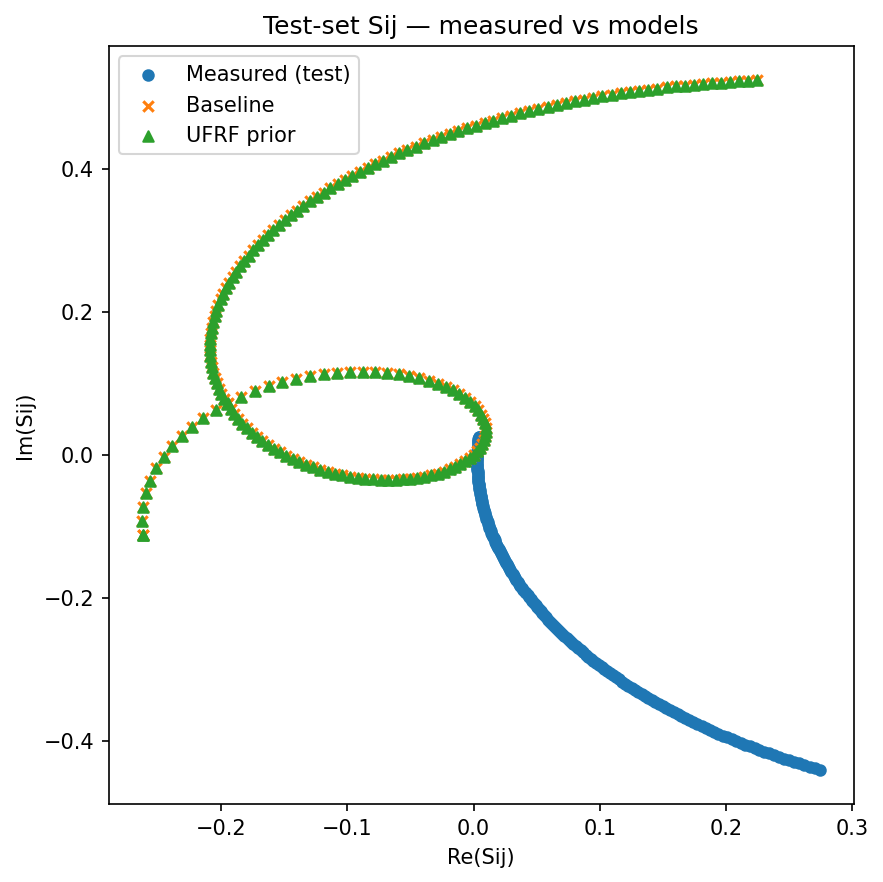 Test-set Sij — measured vs models
Measured (test)
Baseline
UFRF prior
Im(Sij)
0.4
0.2
0.0
−0.2
−0.4
−0.2
−0.1
0.0
0.1
0.2
0.3
Re(Sij)